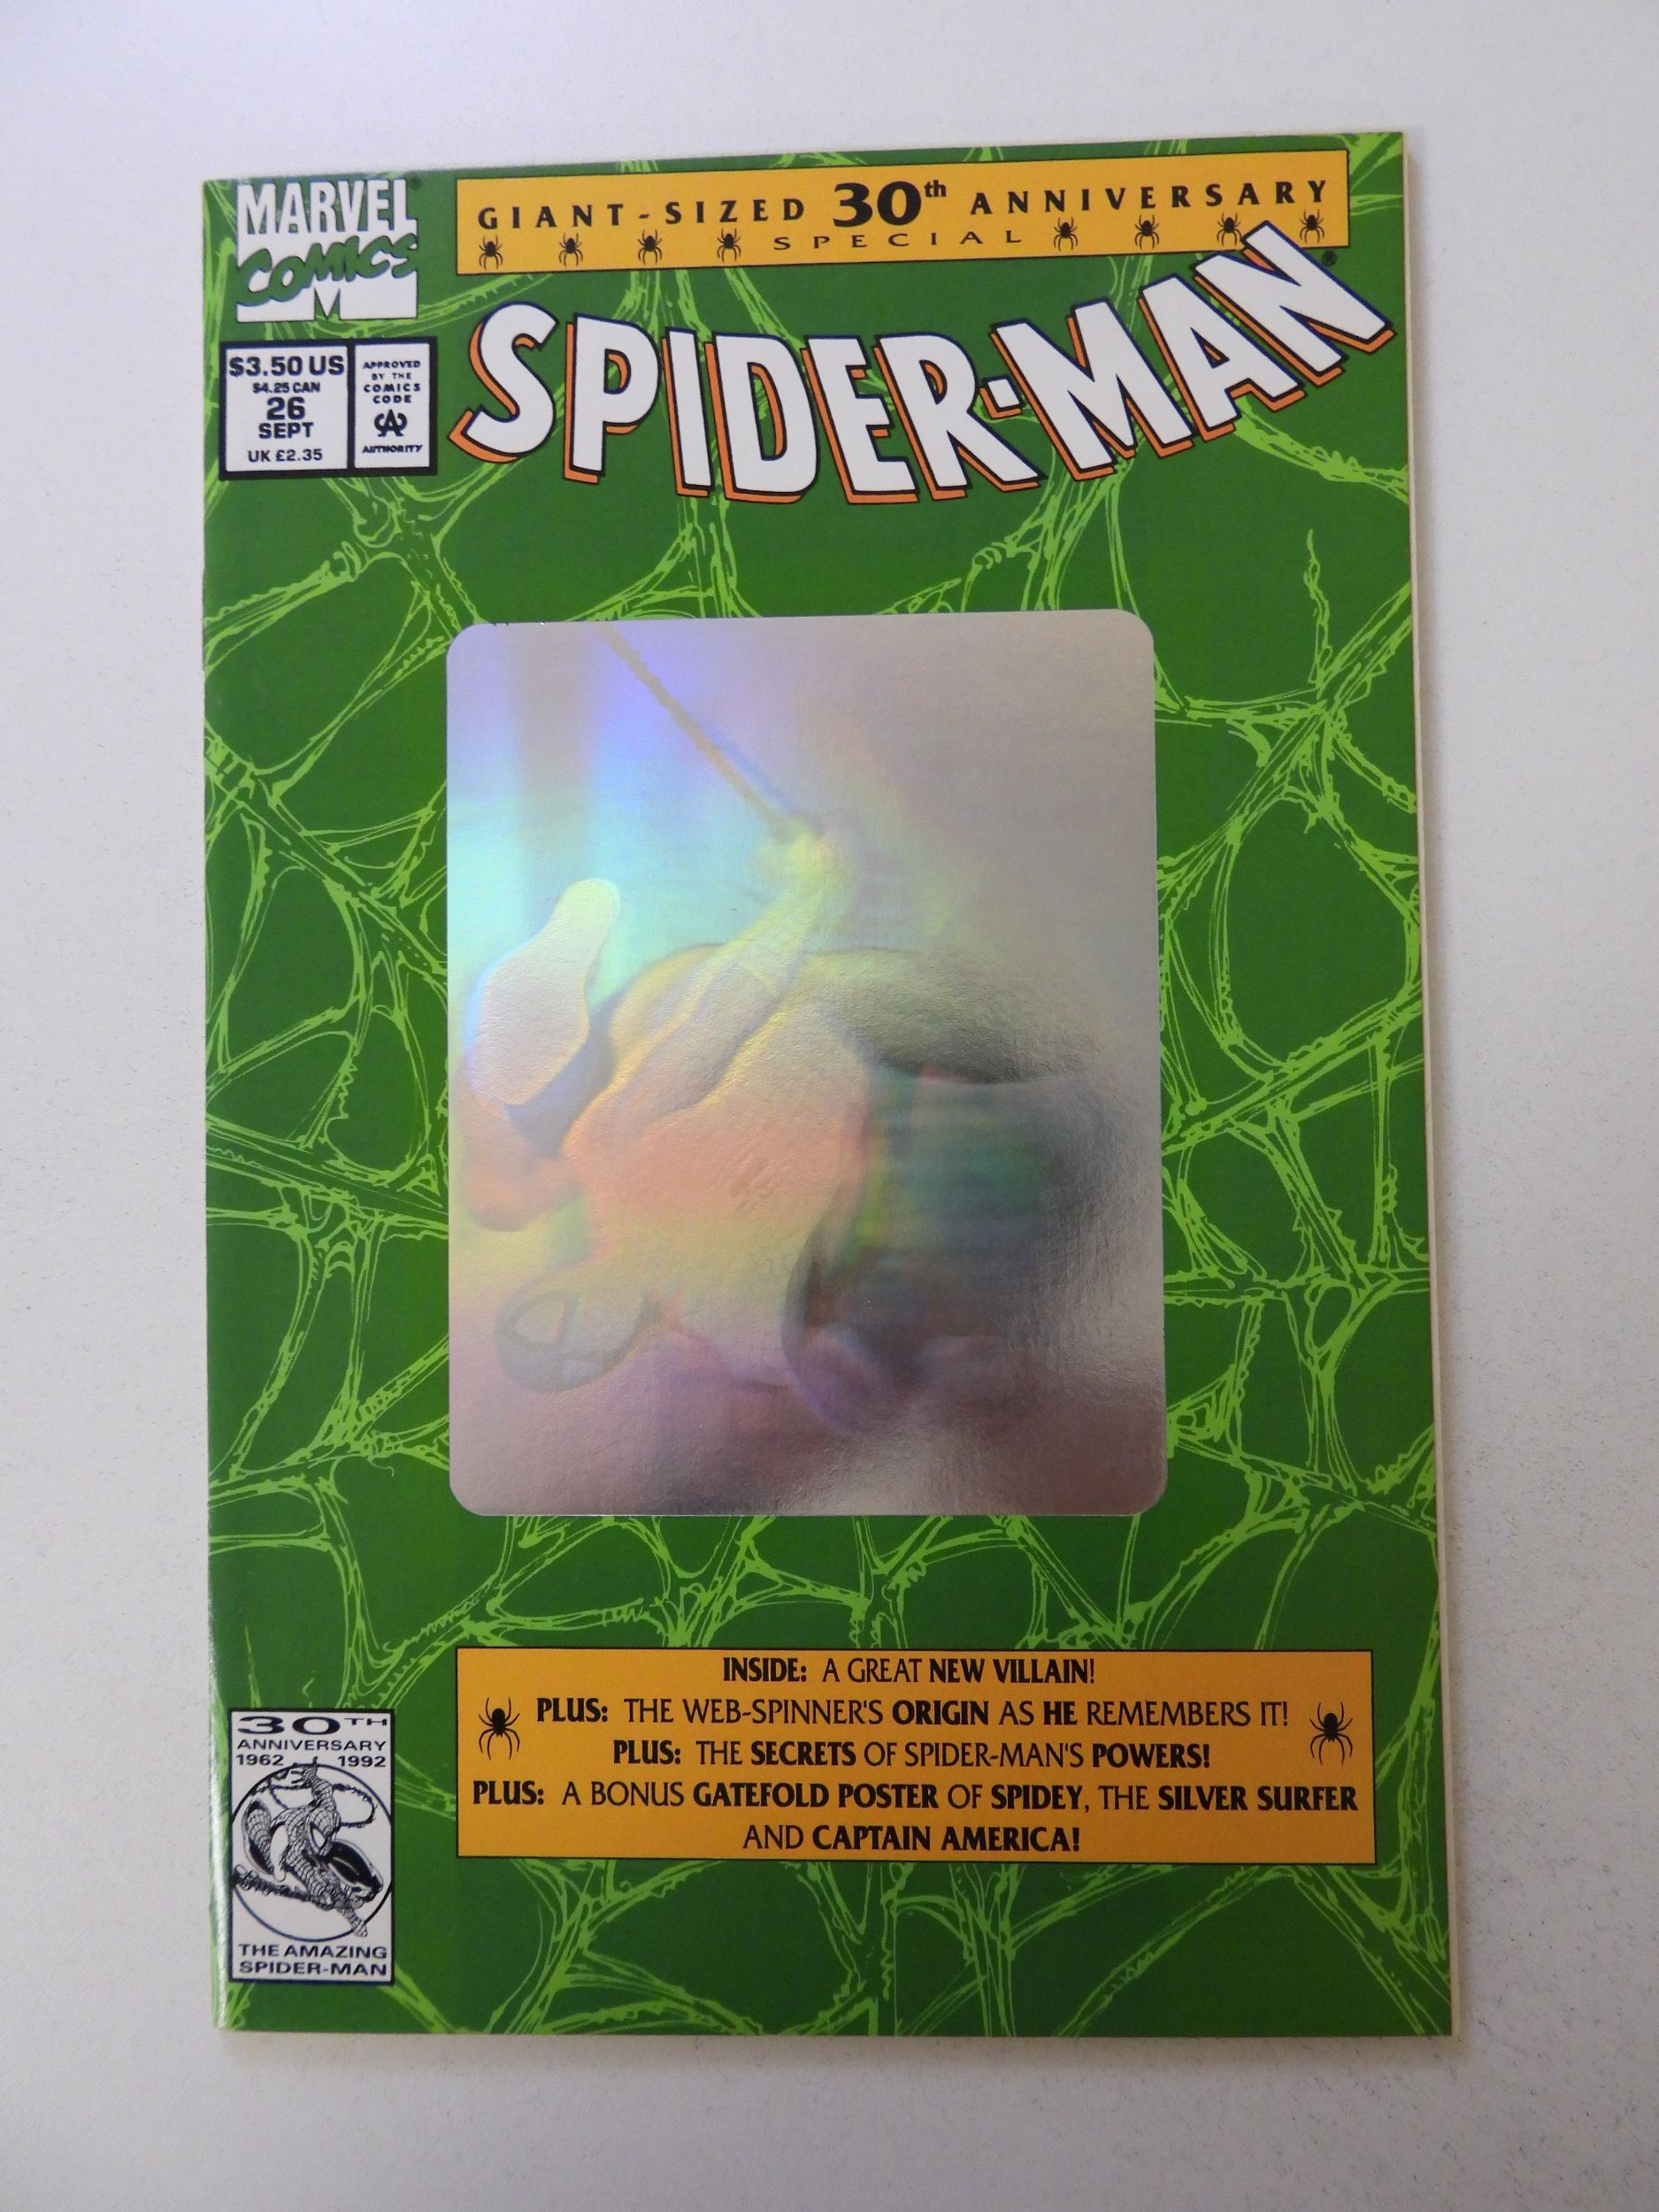 MARVEL®
COMICS
M
GIANT-SIZED 30th ANNIVERSARY
SPECIAL
SPIDER-MAN®
$3.50 US
$4.25 CAN
26
SEPT
UK £2.35
APPROVED
BY THE
COMICS
CODE
CA
AUTHORITY
INSIDE: A GREAT NEW VILLAIN!
PLUS: THE WEB-SPINNER'S ORIGIN AS HE REMEMBERS IT!
PLUS: THE SECRETS OF SPIDER-MAN'S POWERS!
PLUS: A BONUS GATEFOLD POSTER OF SPIDEY, THE SILVER SURFER
AND CAPTAIN AMERICA!
30TH
ANNIVERSARY
1962 1992
THE AMAZING
SPIDER-MAN